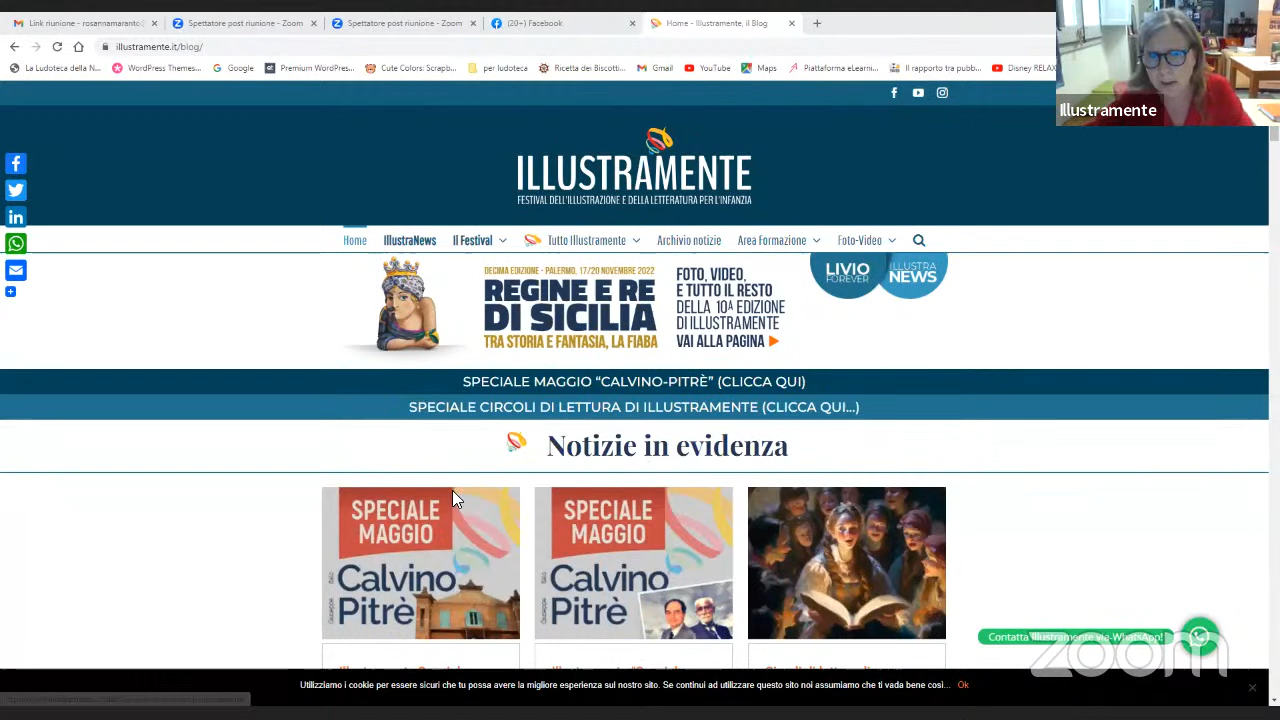 Link riunione - rosannamaranto@
Spettatore post riunione - Zoom
Spettatore post riunione - Zoom
(20+) Facebook
Home - Illustramente, il Blog
illustramente.it/blog/
La Ludoteca della N...
WordPress Themes...
Google
Premium WordPress...
Cute Colors: Scrapb...
per ludoteca
Ricetta dei Biscotti...
Gmail
YouTube
Maps
Piattaforma eLearni...
Il rapporto tra pubb...
Disney RELAX
Illustramente
ILLUSTRAMENTE
FESTIVAL DELL'ILLUSTRAZIONE E DELLA LETTERATURA PER L'INFANZIA
Home
IllustraNews
Il Festival
Tutto Illustramente
Archivio notizie
Area Formazione
Foto-Video
DECIMA EDIZIONE - PALERMO, 17/20 NOVEMBRE 2022
REGINE E RE
DI SICILIA
TRA STORIA E FANTASIA, LA FIABA
FOTO, VIDEO,
E TUTTO IL RESTO
DELLA 10ª EDIZIONE
DI ILLUSTRAMENTE
VAI ALLA PAGINA
LIVIO
FOREVER
ILLUSTRA
NEWS
SPECIALE MAGGIO “CALVINO-PITRÈ” (CLICCA QUI)
SPECIALE CIRCOLI DI LETTURA DI ILLUSTRAMENTE (CLICCA QUI...)
Notizie in evidenza
SPECIALE
MAGGIO
Italo
Calvino
Giuseppe
Pitrè
SPECIALE
MAGGIO
Italo
Calvino
Giuseppe
Pitrè
Contatta Illustramente via WhatsApp!
zoom
Utilizziamo i cookie per essere sicuri che tu possa avere la migliore esperienza sul nostro sito. Se continui ad utilizzare questo sito noi assumiamo che ti vada bene così... Ok